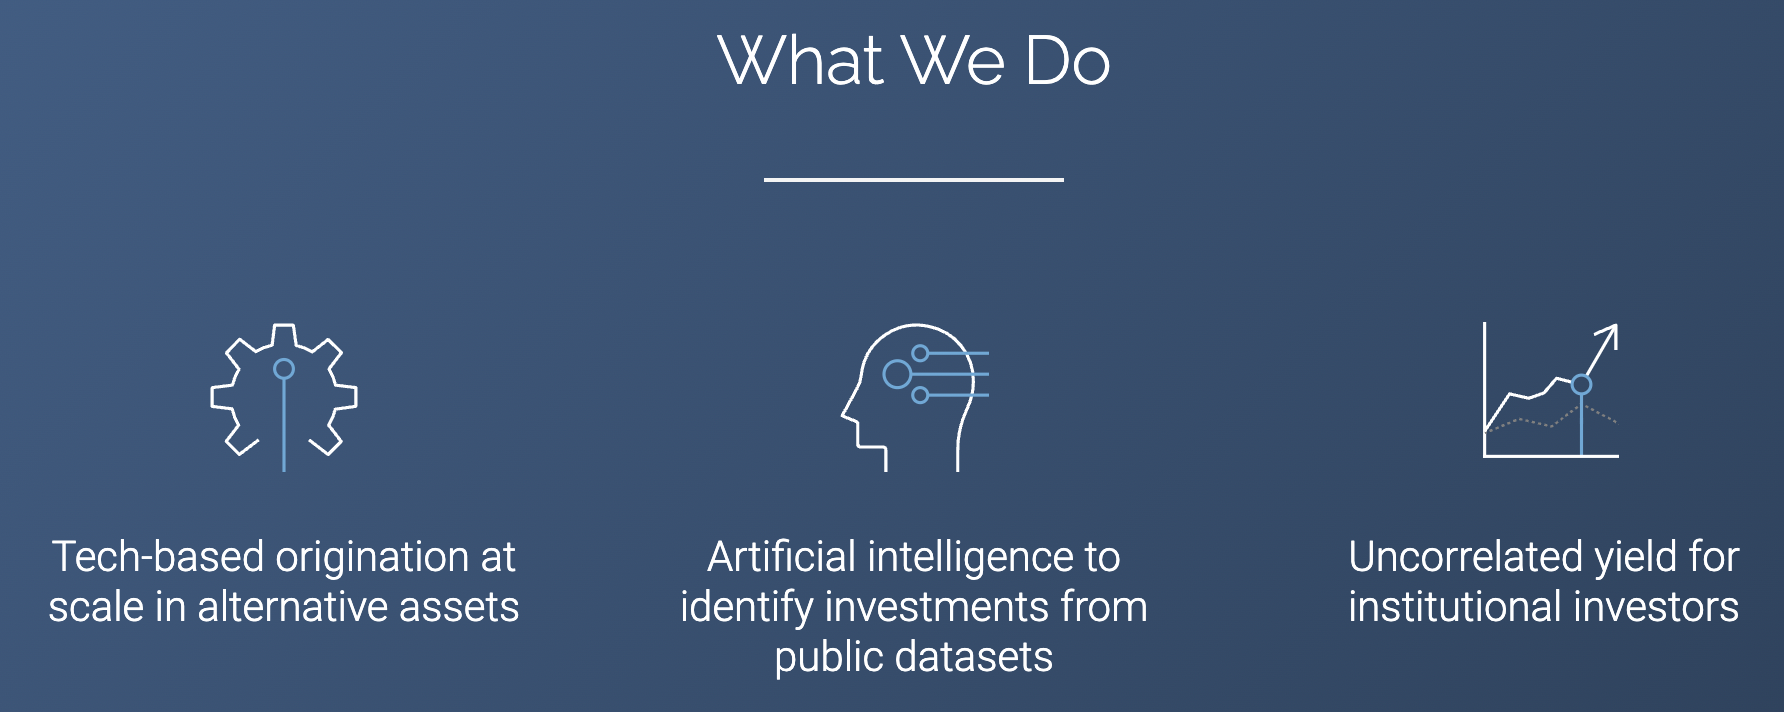 What We Do
Tech-based origination at
scale in alternative assets
Artificial intelligence to
identify investments from
public datasets
Uncorrelated yield for
institutional investors